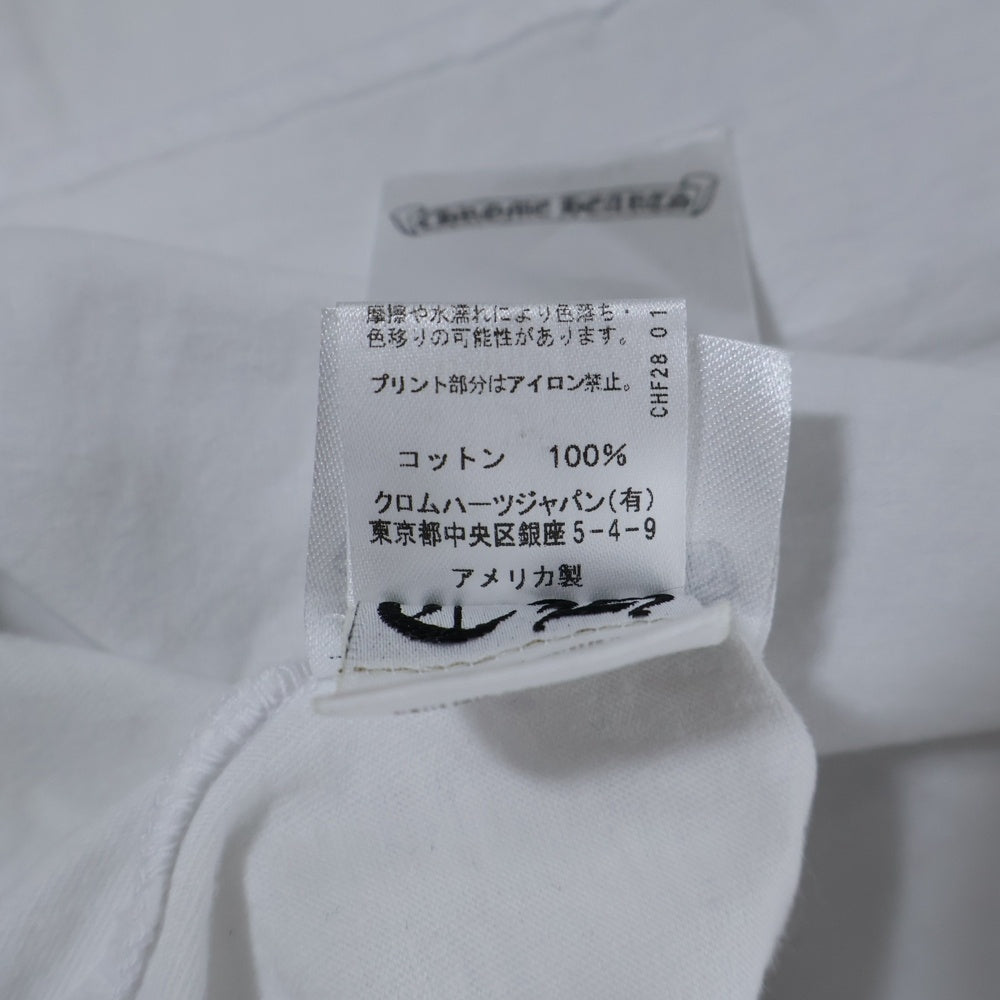 Chrome Hearts
摩擦や水濡れにより色落ち・
色移りの可能性があります。
プリント部分はアイロン禁止。
CHF28 01
コットン 100%
クロムハーツジャパン(有)
東京都中央区銀座5-4-9
アメリカ製